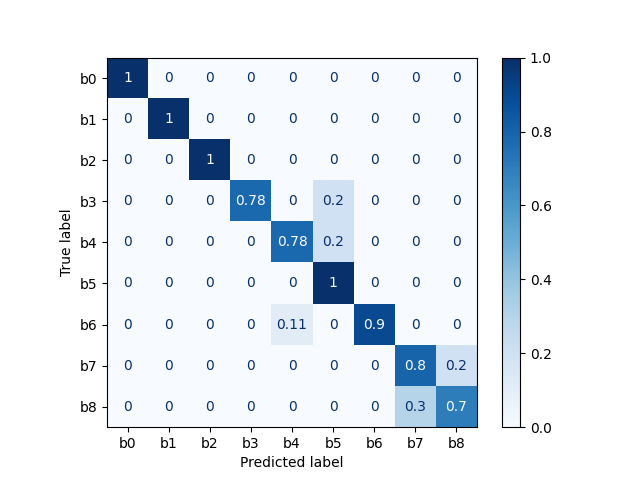 b0 1 0 0 0 0 0 0 0 0
b1 0 1 0 0 0 0 0 0 0
b2 0 0 1 0 0 0 0 0 0
b3 0 0 0 0.78 0 0.2 0 0 0
b4 0 0 0 0 0.78 0.2 0 0 0
b5 0 0 0 0 0 1 0 0 0
b6 0 0 0 0 0.11 0 0.9 0 0
b7 0 0 0 0 0 0 0 0.8 0.2
b8 0 0 0 0 0 0 0 0.3 0.7
b0 b1 b2 b3 b4 b5 b6 b7 b8
Predicted label
True label
1.0
0.8
0.6
0.4
0.2
0.0